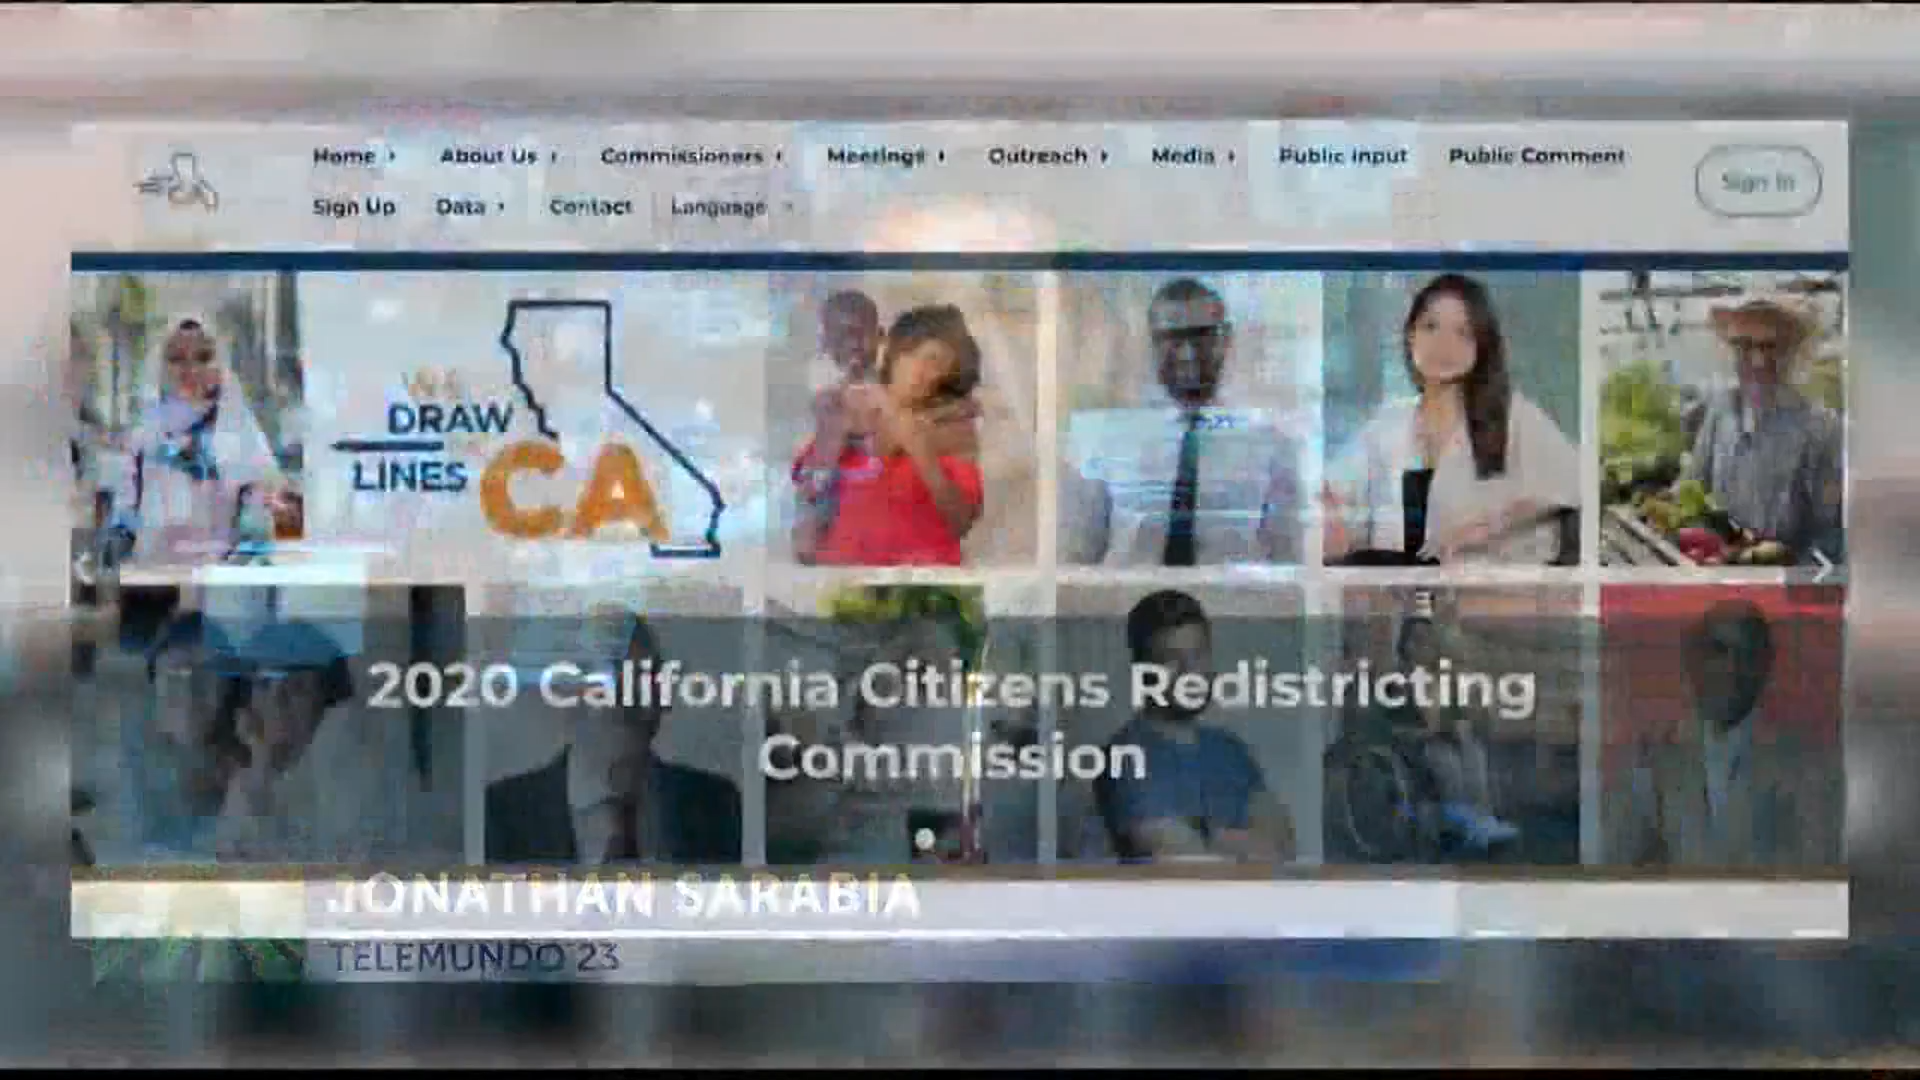 Home About Us Commissioners Meetings Outreach Media Public Input Public Comment
Sign In
Sign Up Data Contact Language
WE
DRAW
LINES
CA
2020 California Citizens Redistricting
Commission
JONATHAN SARABIA
TELEMUNDO 23